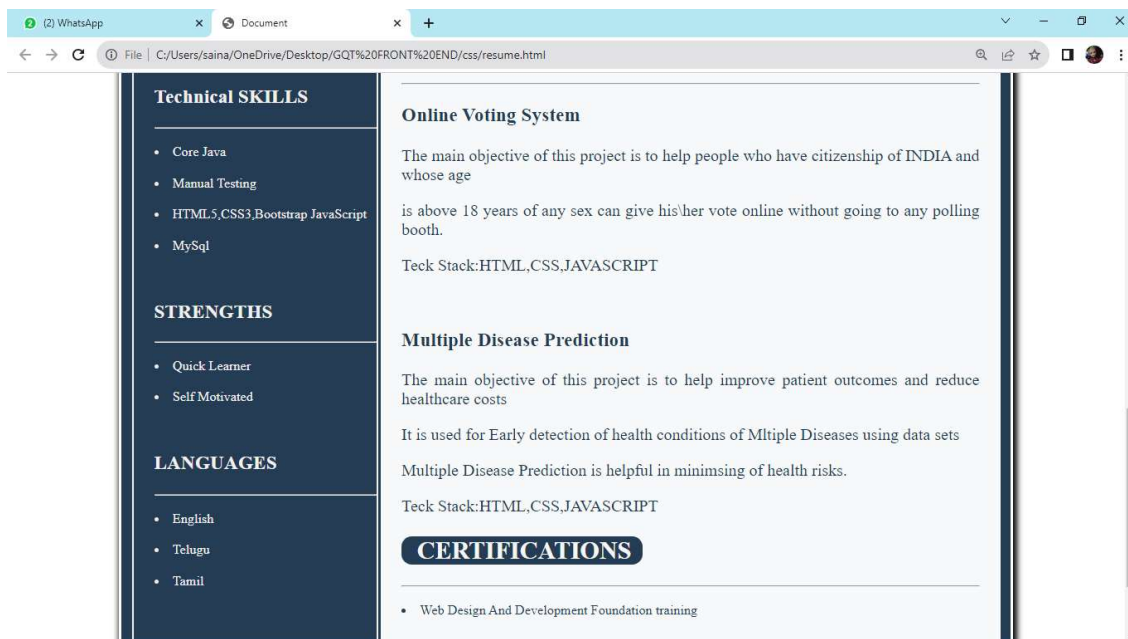 (2) WhatsApp
Document
File
C:/Users/saina/OneDrive/Desktop/GQT%20FRONT%20END/css/resume.html
Technical SKILLS
Core Java
Manual Testing
HTML5,CSS3,Bootstrap JavaScript
MySql
STRENGTHS
Quick Learner
Self Motivated
LANGUAGES
English
Telugu
Tamil
Online Voting System
The main objective of this project is to help people who have citizenship of INDIA and
whose age
is above 18 years of any sex can give his\her vote online without going to any polling
booth.
Teck Stack:HTML,CSS,JAVASCRIPT
Multiple Disease Prediction
The main objective of this project is to help improve patient outcomes and reduce
healthcare costs
It is used for Early detection of health conditions of Mltiple Diseases using data sets
Multiple Disease Prediction is helpful in minimsing of health risks.
Teck Stack:HTML,CSS,JAVASCRIPT
CERTIFICATIONS
Web Design And Development Foundation training